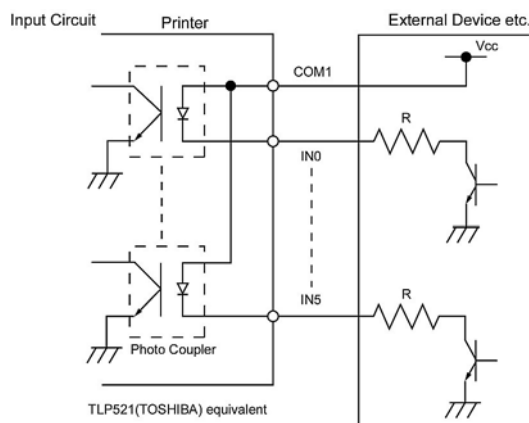 Input Circuit
Printer
External Device etc.
Vcc
COM1
R
IN0
R
IN5
Photo Coupler
TLP521(TOSHIBA) equivalent